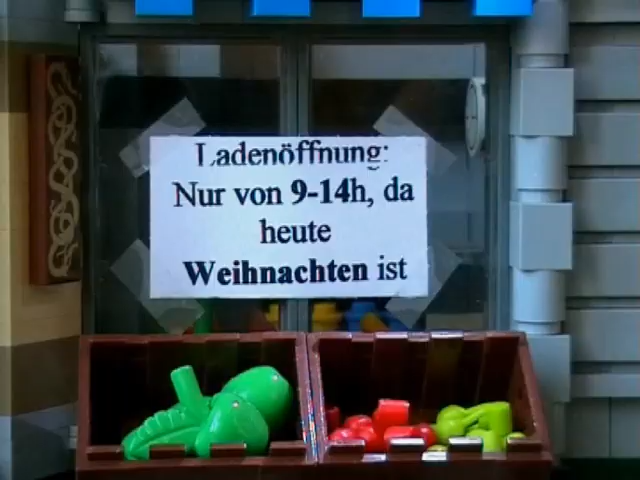 Ladenöffnung:
Nur von 9-14h, da
heute
Weihnachten ist